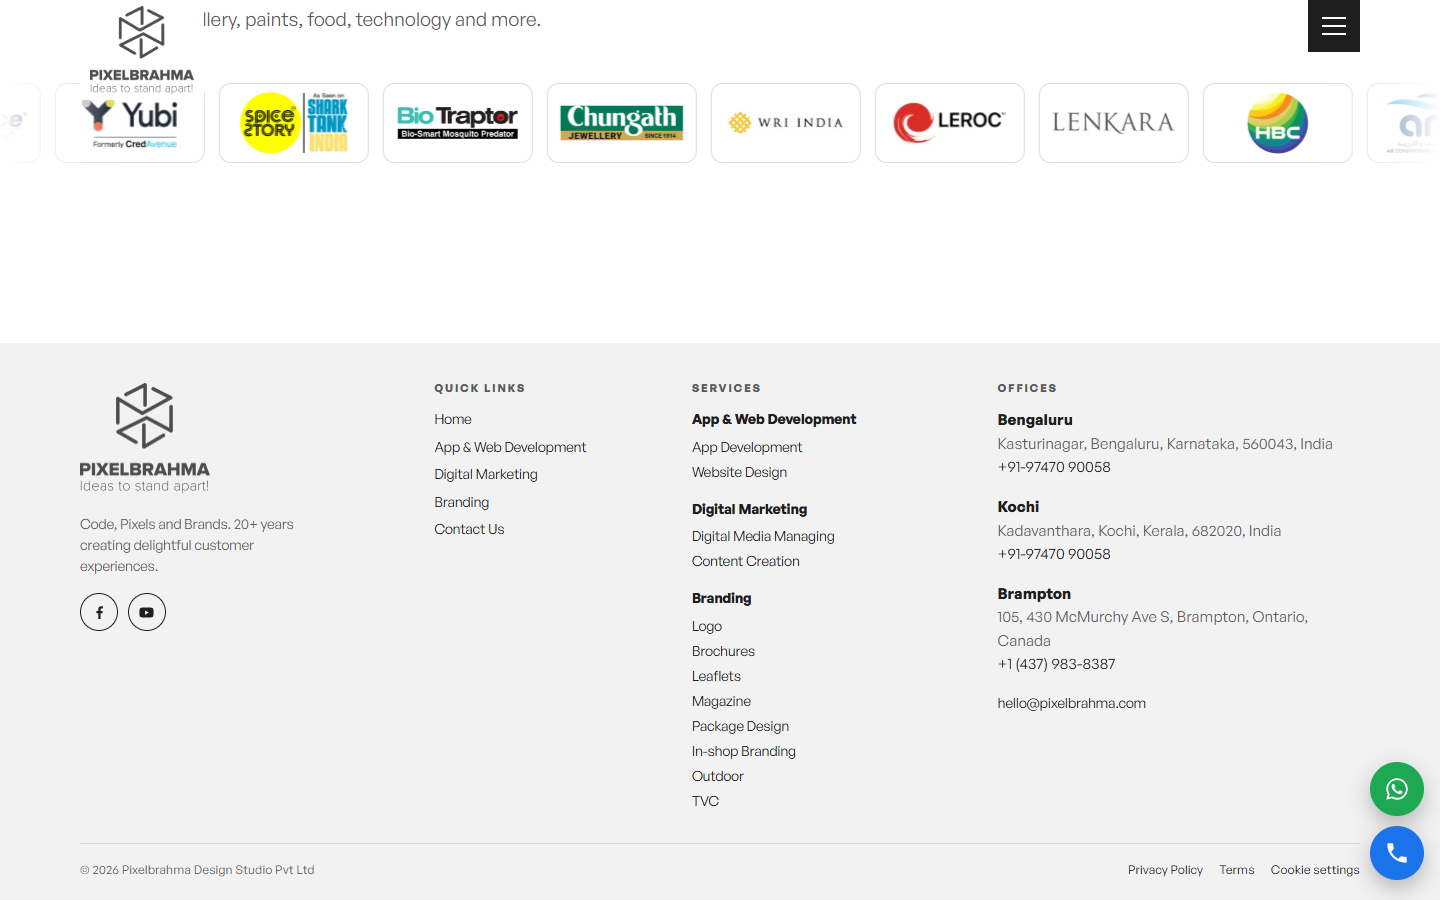 llery, paints, food, technology and more.
PIXELBRAHMA
Ideas to stand apart!
Yubi
Formerly CredAvenue
SPICE STORY
As Seen on
SHARK TANK INDIA
Bio Traptor
Bio-Smart Mosquito Predator
Chungath
JEWELLERY SINCE 1914
WRI INDIA
LEROC
LENKARA
HBC
PIXELBRAHMA
Ideas to stand apart!
Code, Pixels and Brands. 20+ years
creating delightful customer
experiences.
QUICK LINKS
Home
App & Web Development
Digital Marketing
Branding
Contact Us
SERVICES
App & Web Development
App Development
Website Design
Digital Marketing
Digital Media Managing
Content Creation
Branding
Logo
Brochures
Leaflets
Magazine
Package Design
In-shop Branding
Outdoor
TVC
OFFICES
Bengaluru
Kasturinagar, Bengaluru, Karnataka, 560043, India
+91-97470 90058
Kochi
Kadavanthara, Kochi, Kerala, 682020, India
+91-97470 90058
Brampton
105, 430 McMurchy Ave S, Brampton, Ontario,
Canada
+1 (437) 983-8387
hello@pixelbrahma.com
© 2026 Pixelbrahma Design Studio Pvt Ltd
Privacy Policy Terms Cookie settings